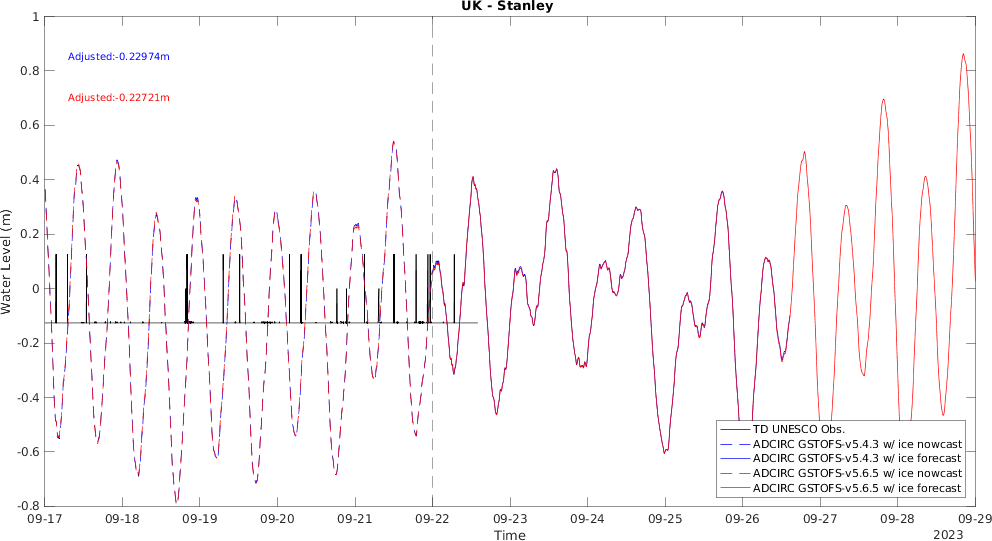 UK - Stanley
Adjusted:-0.22974m
Adjusted:-0.22721m
Water Level (m)
1
0.8
0.6
0.4
0.2
0
-0.2
-0.4
-0.6
-0.8
TD UNESCO Obs.
ADCIRC GSTOFS-v5.4.3 w/ ice nowcast
ADCIRC GSTOFS-v5.4.3 w/ ice forecast
ADCIRC GSTOFS-v5.6.5 w/ ice nowcast
ADCIRC GSTOFS-v5.6.5 w/ ice forecast
09-17 09-18 09-19 09-20 09-21 09-22 09-23 09-24 09-25 09-26 09-27 09-28 09-29
Time
2023